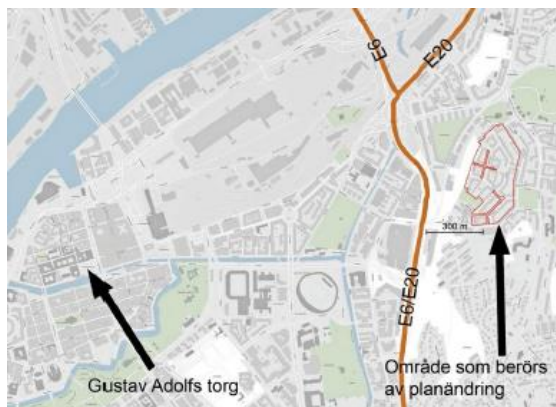 E6
E20
300 m
E6/E20
Gustav Adolfs torg
Område som berörs
av planändring